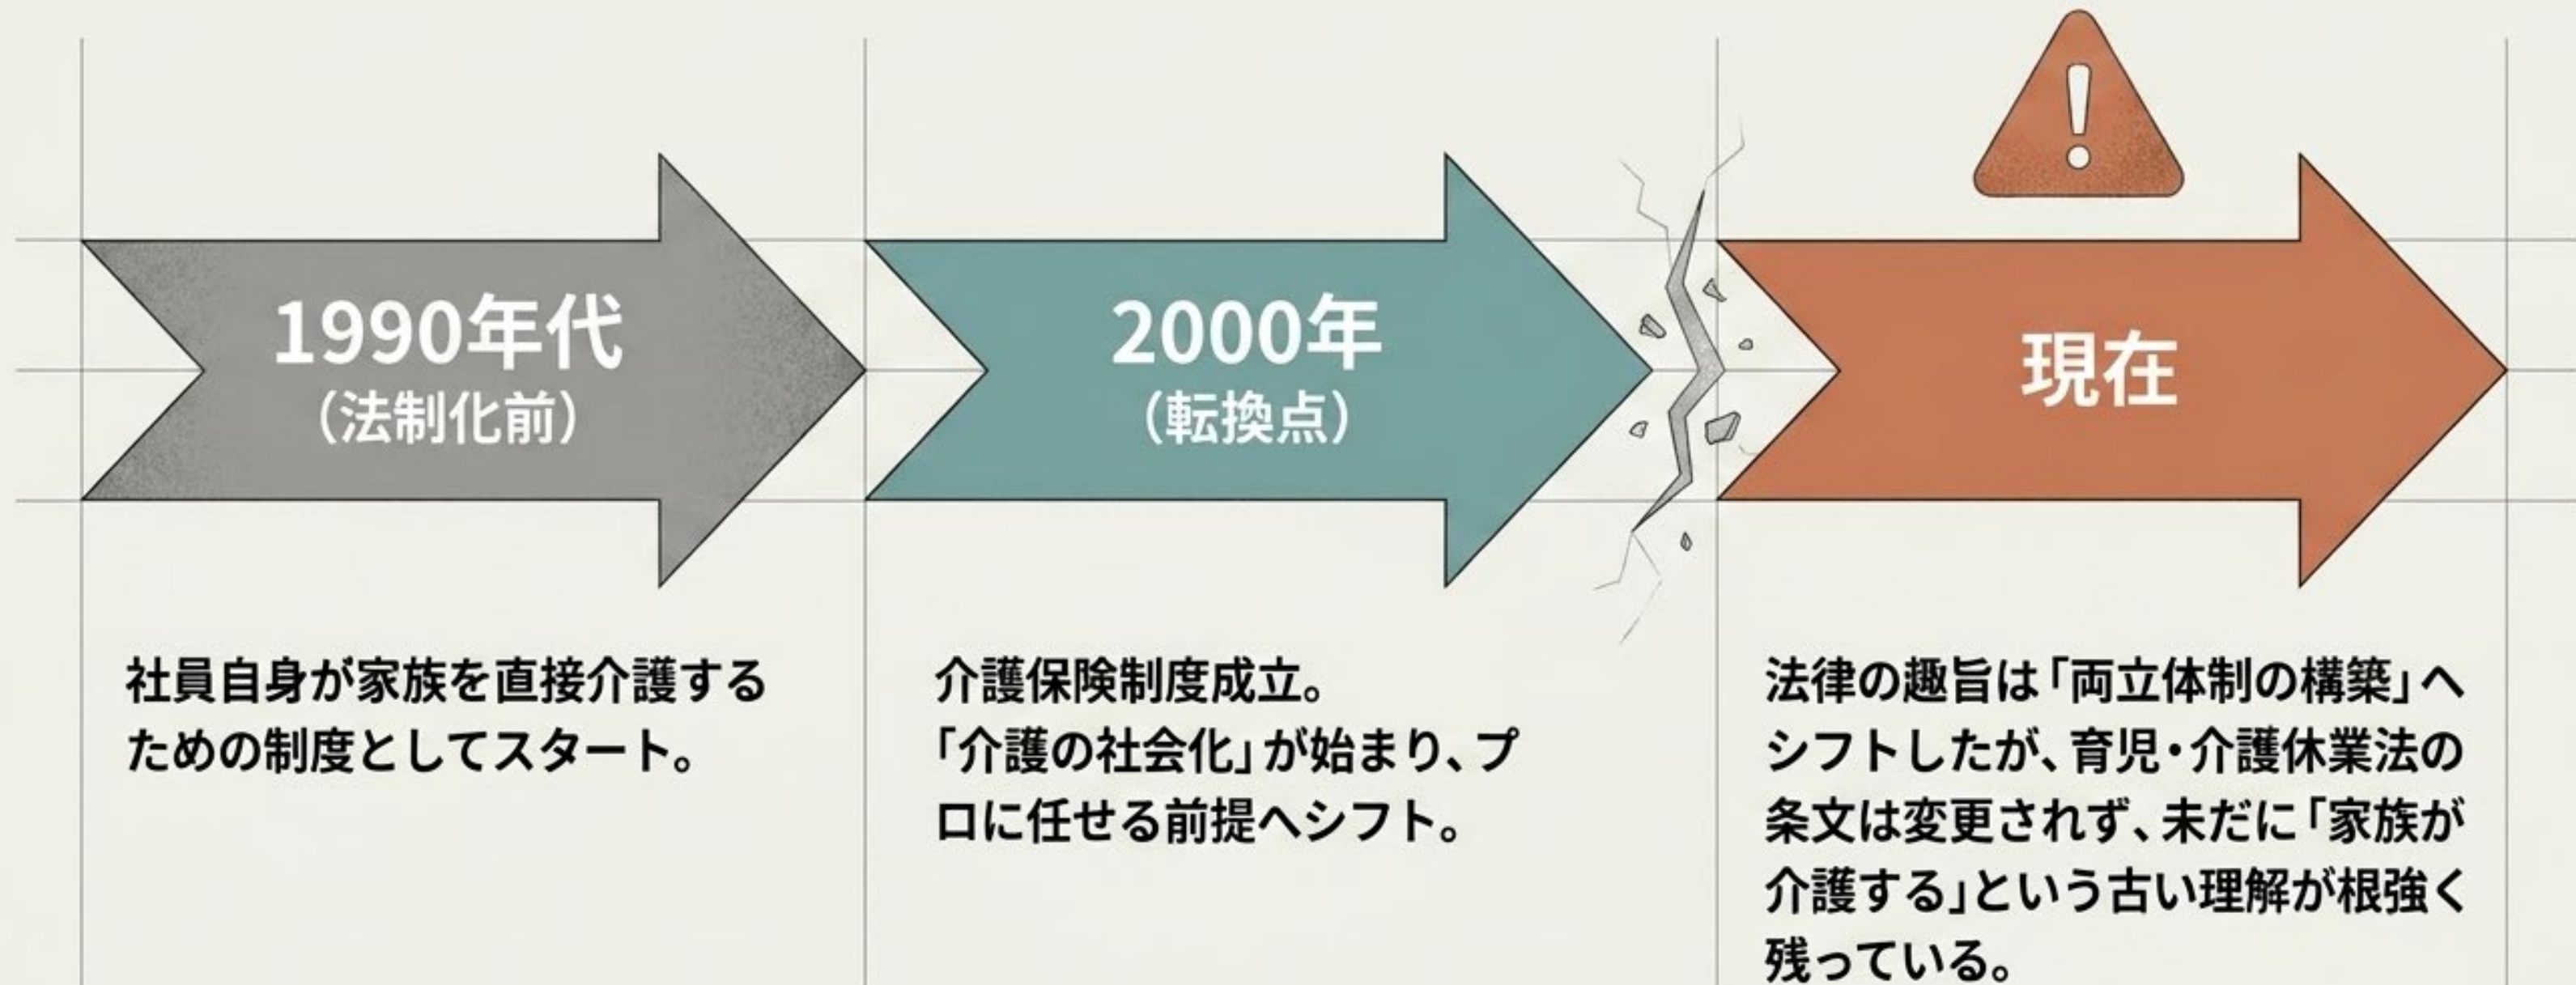 1990年代
（法制化前）
社員自身が家族を直接介護する
ための制度としてスタート。
2000年
（転換点）
介護保険制度成立。
「介護の社会化」が始まり、プ
ロに任せる前提へシフト。
現在
法律の趣旨は「両立体制の構築」へ
シフトしたが、育児・介護休業法の
条文は変更されず、未だに「家族が
介護する」という古い理解が根強く
残っている。